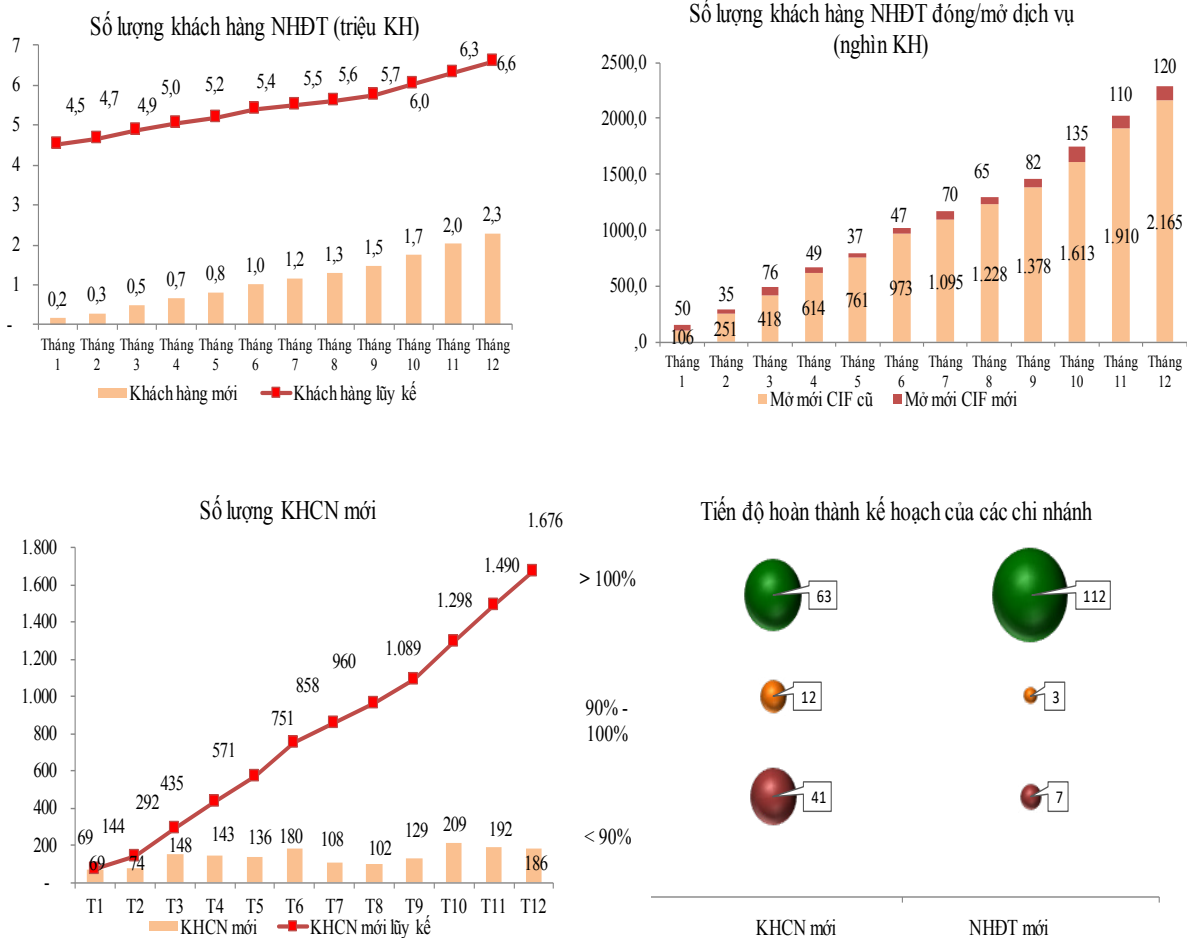 Số lượng khách hàng NHĐT (triệu KH)
7
6
5
4
3
2
1
-
4,5
4,7
4,9
5,0
5,2
5,4
5,5
5,6
5,7
6,0
6,3
6,6
0,2
0,3
0,5
0,7
0,8
1,0
1,2
1,3
1,5
1,7
2,0
2,3
Tháng 1
Tháng 2
Tháng 3
Tháng 4
Tháng 5
Tháng 6
Tháng 7
Tháng 8
Tháng 9
Tháng 10
Tháng 11
Tháng 12
Khách hàng mới
Khách hàng lũy kế
Số lượng khách hàng NHĐT đóng/mở dịch vụ
(nghìn KH)
2500,0
2000,0
1500,0
1000,0
500,0
,0
50
35
76
49
37
47
70
65
82
135
110
120
106
251
418
614
761
973
1.095
1.228
1.378
1.613
1.910
2.165
Tháng 1
Tháng 2
Tháng 3
Tháng 4
Tháng 5
Tháng 6
Tháng 7
Tháng 8
Tháng 9
Tháng 10
Tháng 11
Tháng 12
Mở mới CIF cũ
Mở mới CIF mới
Số lượng KHCN mới
1.800
1.600
1.400
1.200
1.000
800
600
400
200
-
69
144
292
435
571
751
858
960
1.089
1.298
1.490
1.676
69
74
148
143
136
180
108
102
129
209
192
186
T1
T2
T3
T4
T5
T6
T7
T8
T9
T10
T11
T12
KHCN mới
KHCN mới lũy kế
Tiến độ hoàn thành kế hoạch của các chi nhánh
> 100%
63
112
90% -
100%
12
3
< 90%
41
7
KHCN mới
NHĐT mới